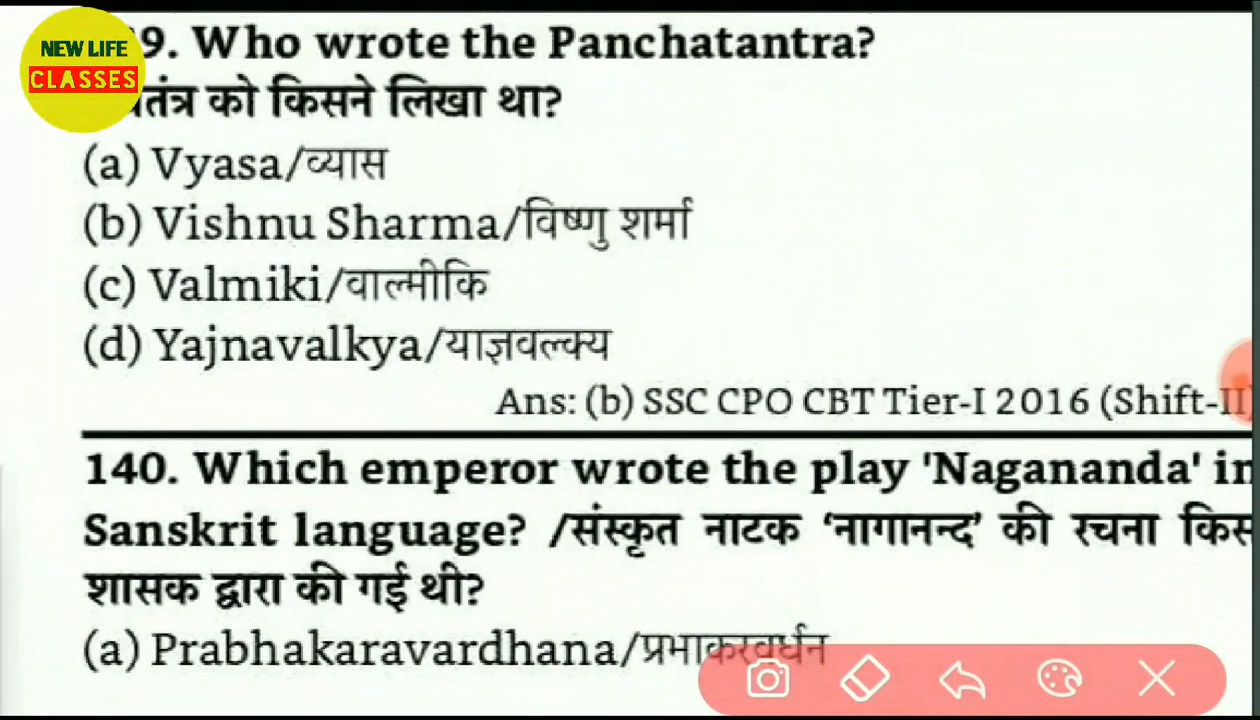 NEW LIFE
CLASSES
9. Who wrote the Panchatantra?
को किसने लिखा था?
(a) Vyasa/व्यास
(b) Vishnu Sharma/विष्णु शर्मा
(c) Valmiki/वाल्मीकि
(d) Yajnavalkya/याज्ञवल्क्य
Ans: (b) SSC CPO CBT Tier-I 2016 (Shift-II)
140. Which emperor wrote the play 'Nagananda' in
Sanskrit language? /संस्कृत नाटक ‘नागानन्द’ की रचना किस
शासक द्वारा की गई थी?
(a) Prabhakaravardhana/प्रभाकरवर्धन